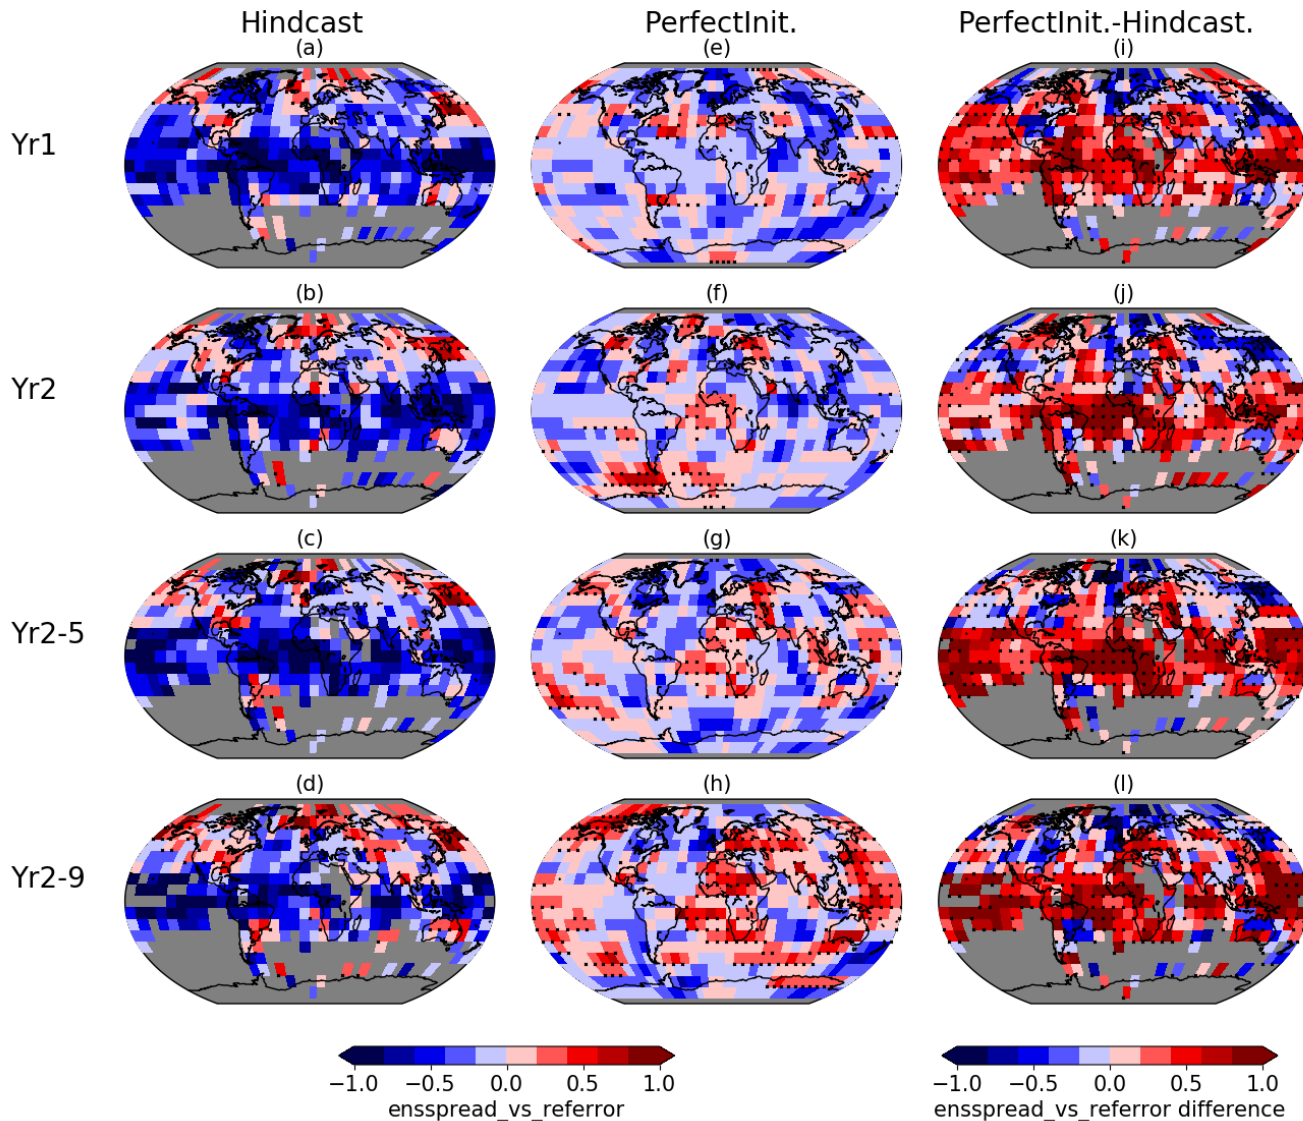 Hindcast PerfectInit. PerfectInit.-Hindcast.
(a) (e) (i)
Yr1
(b) (f) (j)
Yr2
(c) (g) (k)
Yr2-5
(d) (h) (l)
Yr2-9
−1.0 −0.5 0.0 0.5 1.0 −1.0 −0.5 0.0 0.5 1.0
ensspread_vs_referror ensspread_vs_referror difference